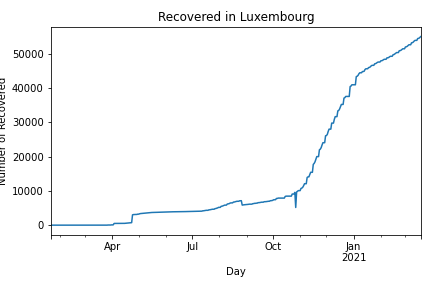 Recovered in Luxembourg
Number of Recovered
50000
40000
30000
20000
10000
0
Apr
Jul
Oct
Jan
2021
Day